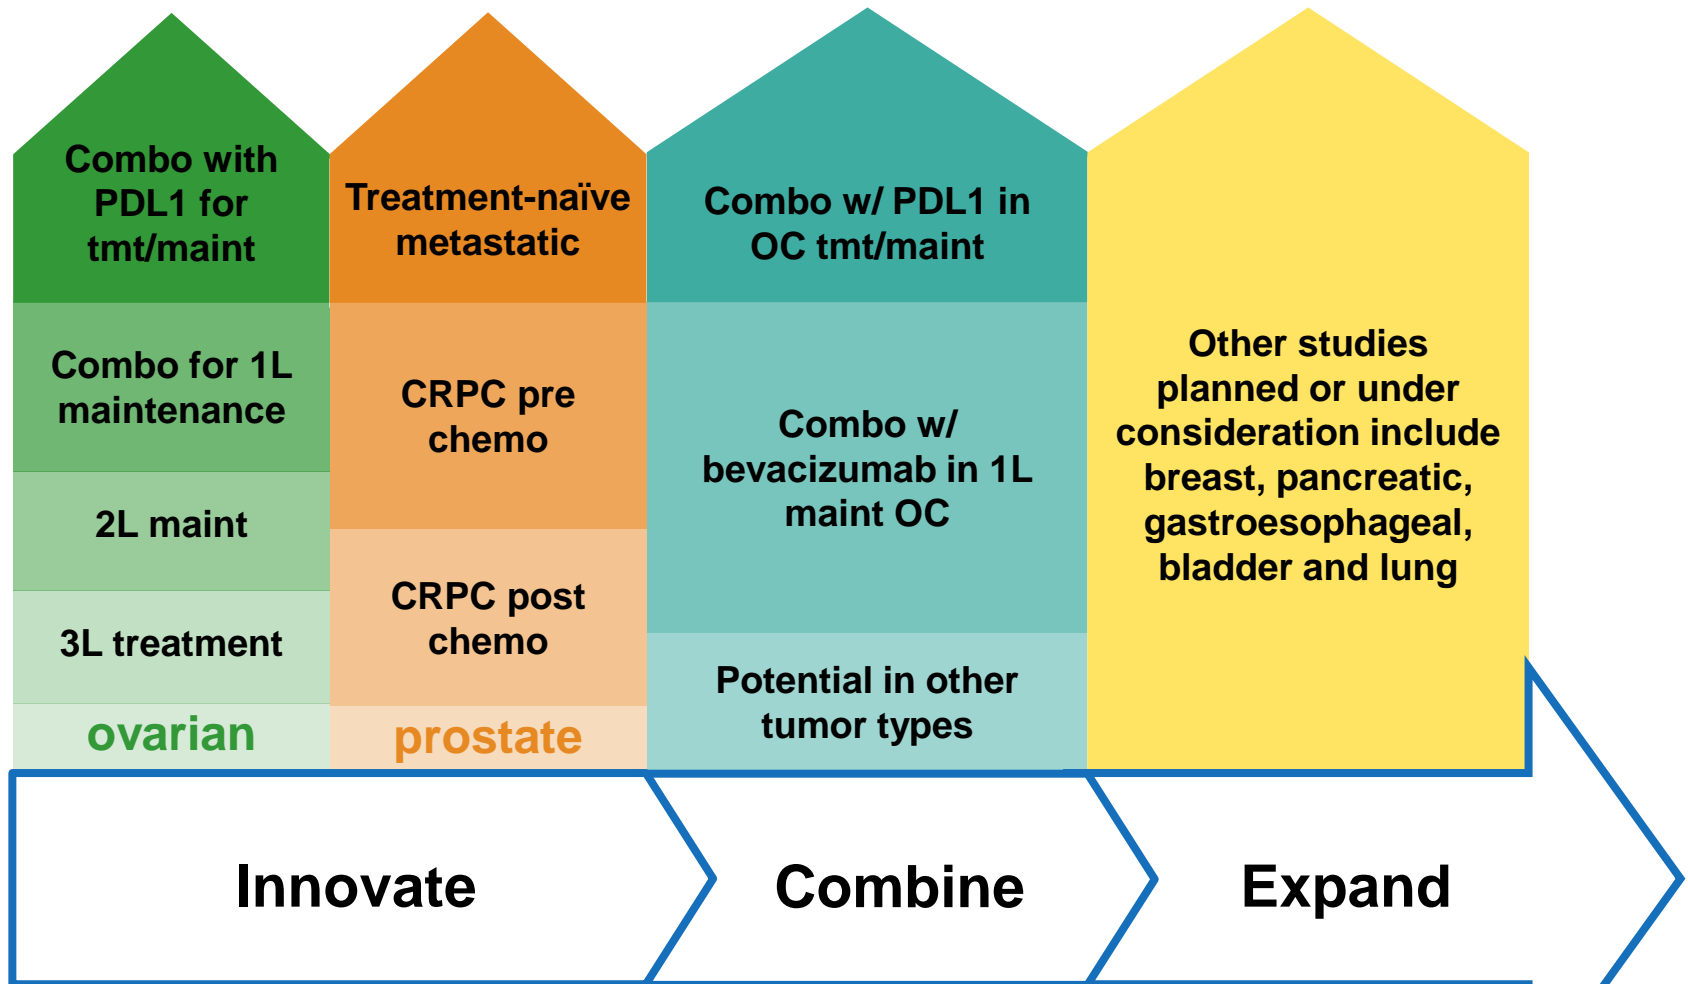 Combo with
PDL1 for
tmt/maint
Combo for 1L
maintenance
2L maint
3L treatment
ovarian
Treatment-naïve
metastatic
CRPC pre
chemo
CRPC post
chemo
prostate
Combo w/ PDL1 in
OC tmt/maint
Combo w/
bevacizumab in 1L
maint OC
Potential in other
tumor types
Other studies
planned or under
consideration include
breast, pancreatic,
gastroesophageal,
bladder and lung
Innovate
Combine
Expand